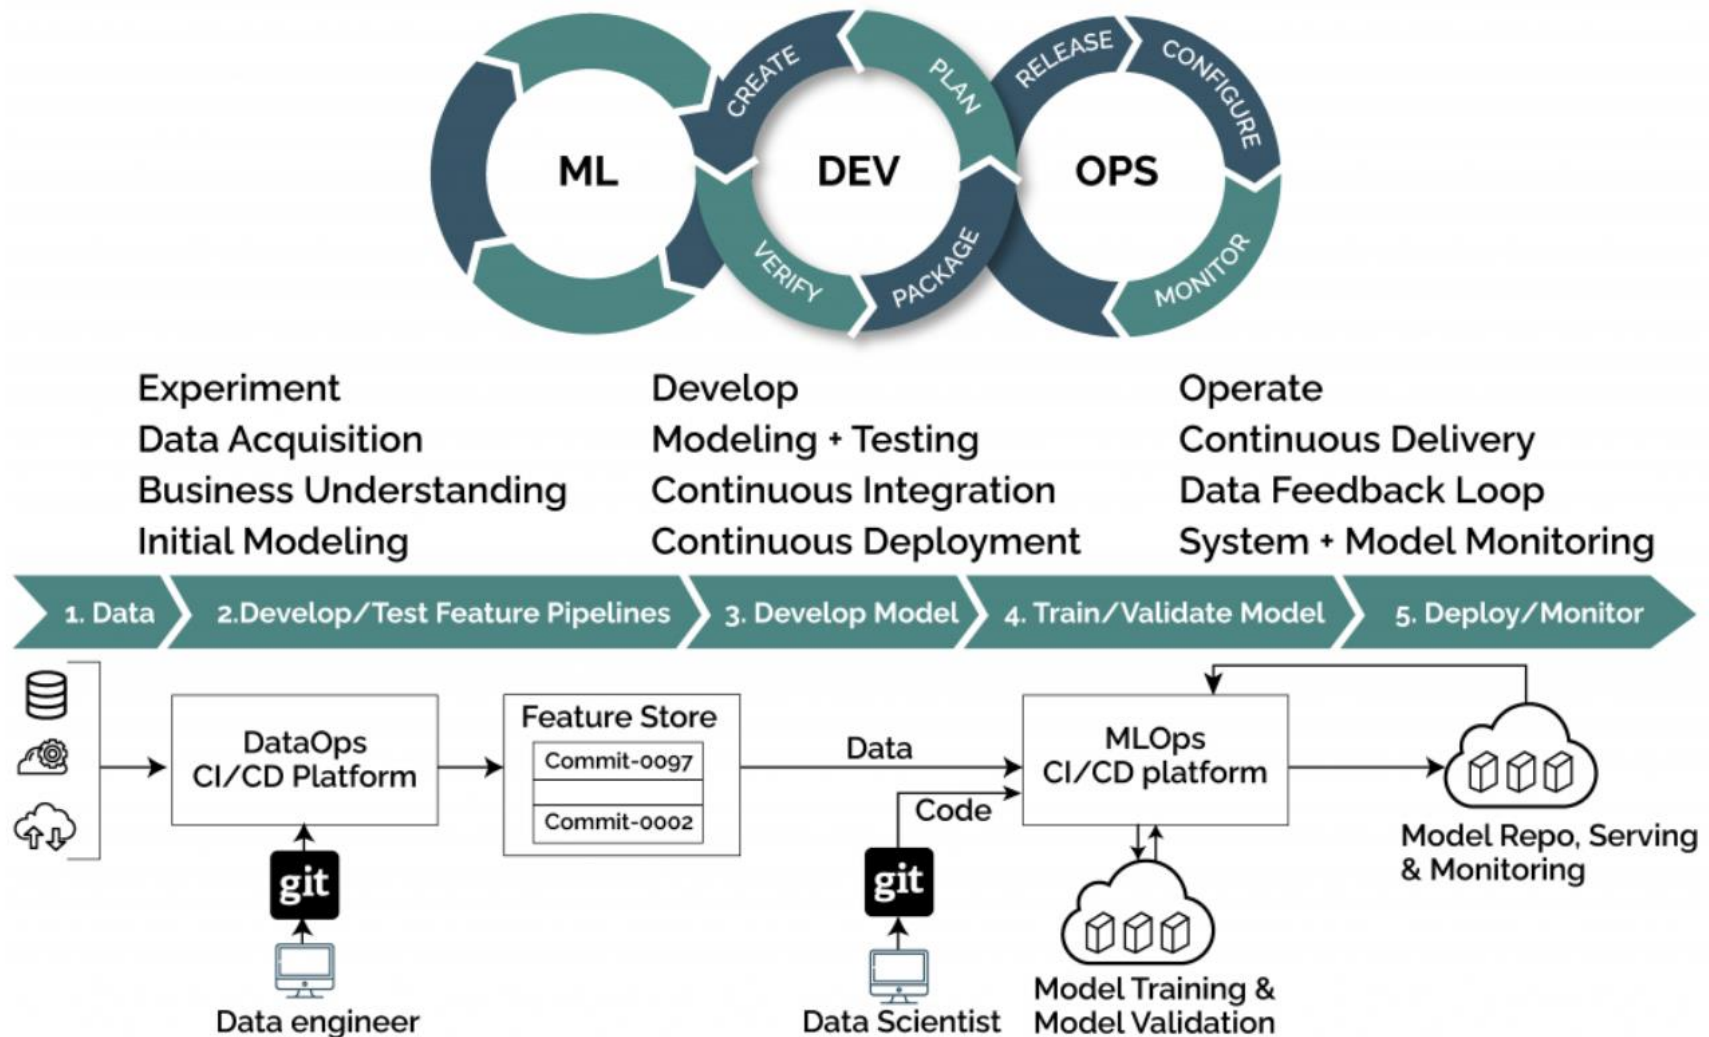 ML
CREATE
PLAN
VERIFY
PACKAGE
DEV
RELEASE
CONFIGURE
MONITOR
OPS
Experiment
Data Acquisition
Business Understanding
Initial Modeling
Develop
Modeling + Testing
Continuous Integration
Continuous Deployment
Operate
Continuous Delivery
Data Feedback Loop
System + Model Monitoring
1. Data
2.Develop/Test Feature Pipelines
3. Develop Model
4. Train/Validate Model
5. Deploy/Monitor
DataOps
CI/CD Platform
git
Data engineer
Feature Store
Commit-0097
Commit-0002
Data
Code
git
Data Scientist
MLOps
CI/CD platform
Model Training &
Model Validation
Model Repo, Serving
& Monitoring